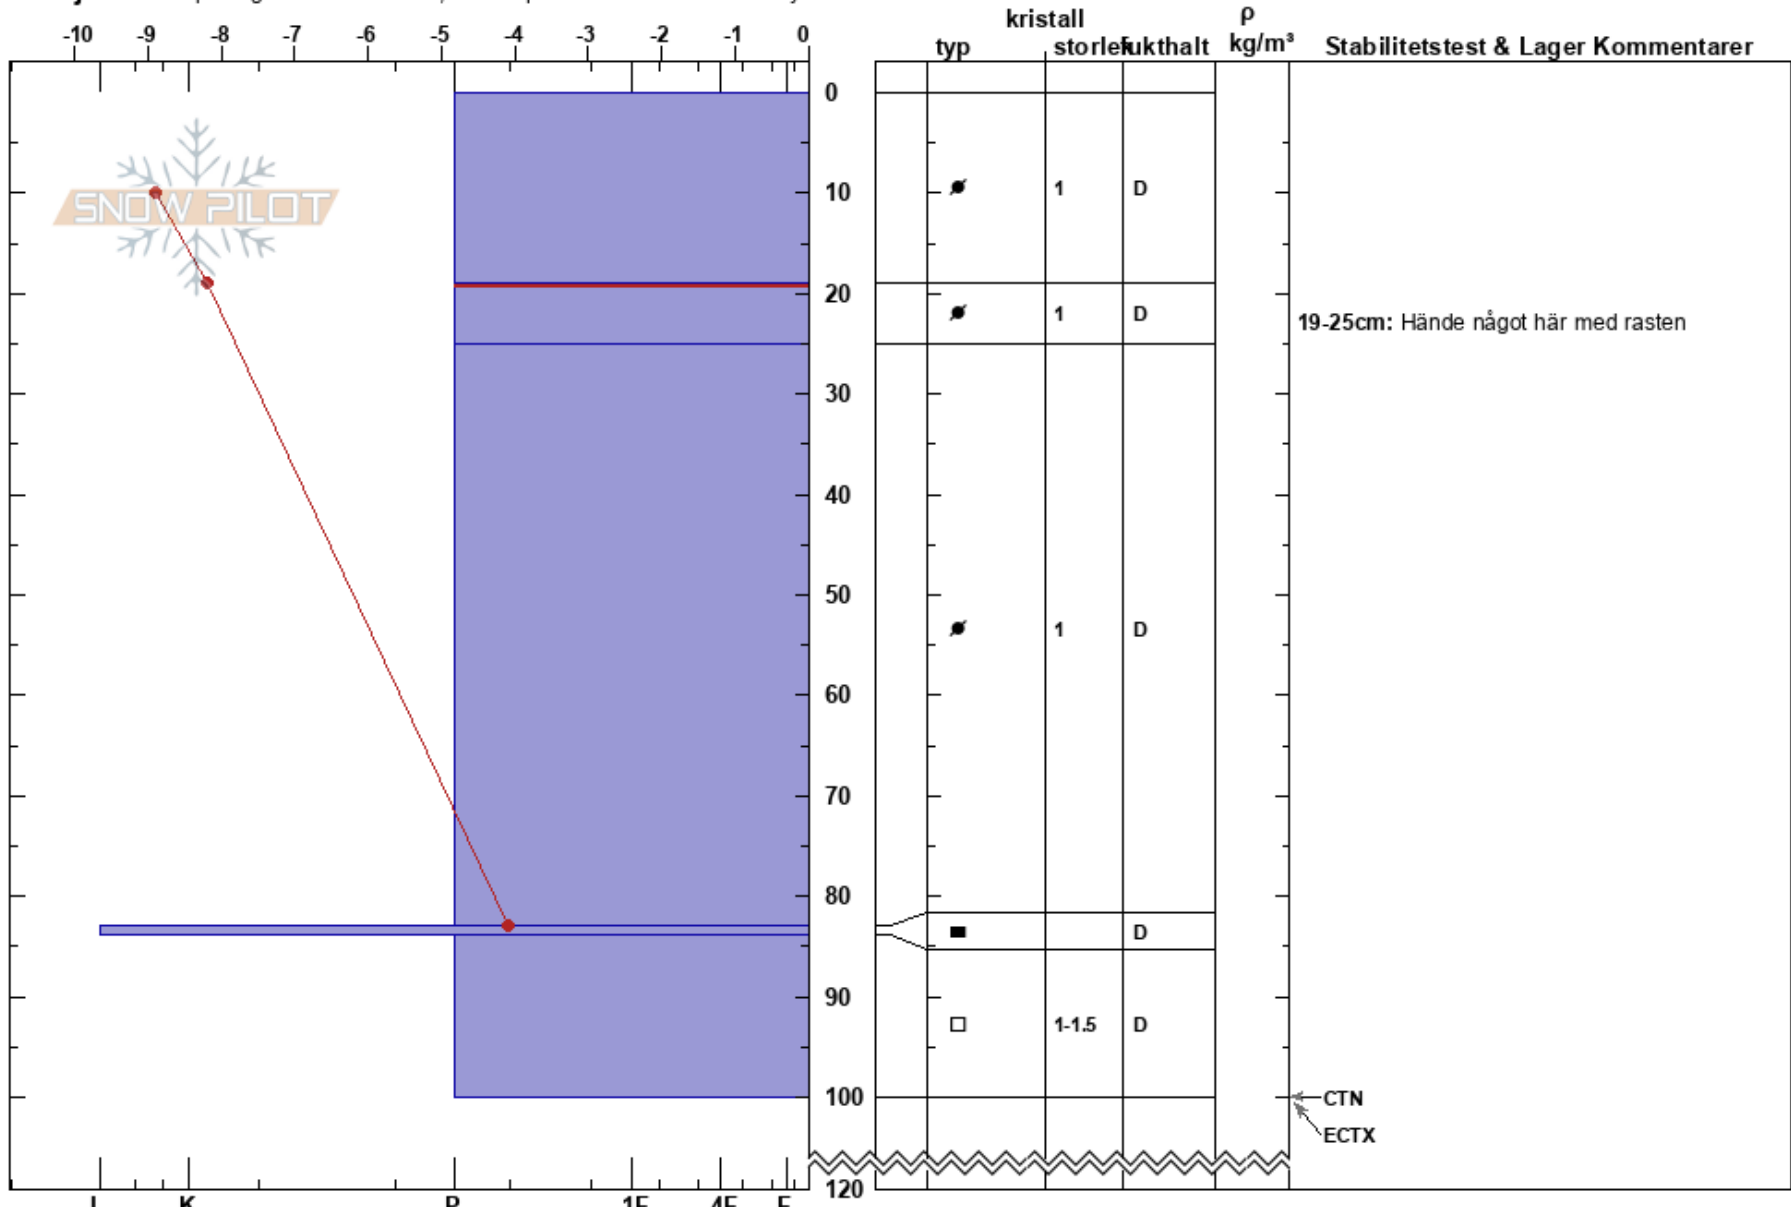 kristall ρ
-10 -9 -8 -7 -6 -5 -4 -3 -2 -1 0 typ storlek fukthalt kg/m³ Stabilitetstest & Lager Kommentarer
0
SNOW PILOT
10 1 D
20 1 D
19-25cm: Hände något här med rasten
30
40
50
60
1 D
70
80
D
90
1-1.5 D
100 CTN
ECTX
120
I K P 1F 4F F